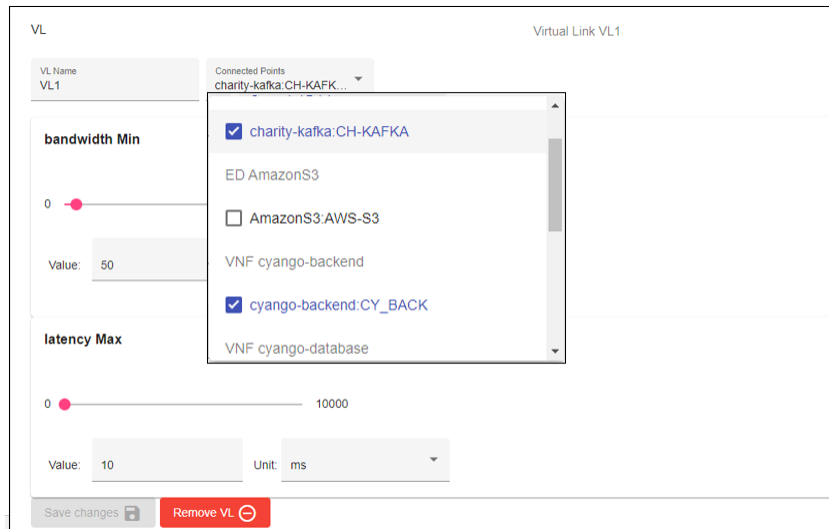 VL
Virtual Link VL1
VL Name
VL1
Connected Points
charity-kafka:CH-KAFK...
charity-kafka:CH-KAFKA
bandwidth Min
ED AmazonS3
0
AmazonS3:AWS-S3
VNF cyango-backend
Value:
50
cyango-backend:CY_BACK
latency Max
VNF cyango-database
0
10000
Value:
10
Unit:
ms
Save changes
Remove VL